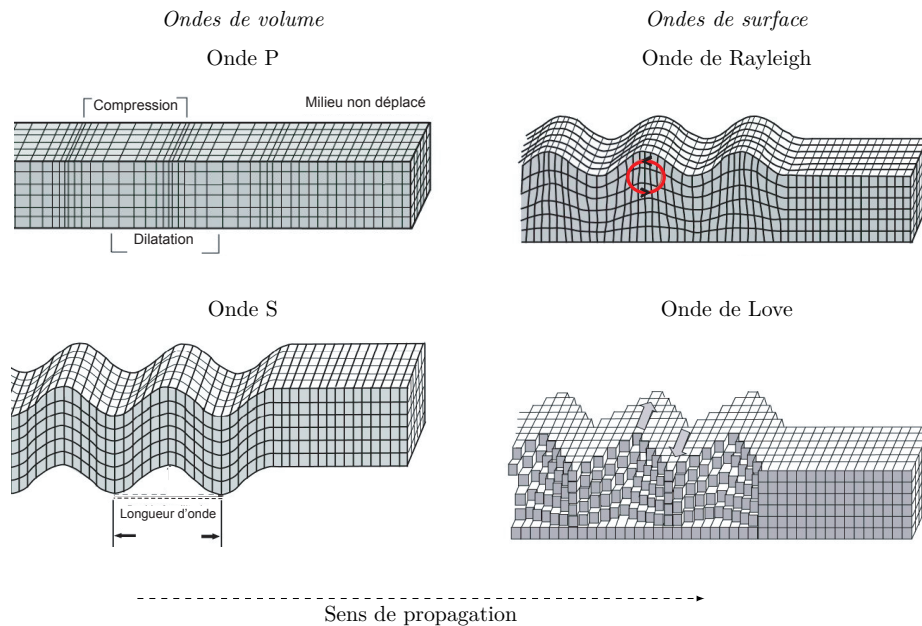 Ondes de volume
Ondes de surface
Onde P
Onde de Rayleigh
Compression
Milieu non déplacé
Dilatation
Onde S
Onde de Love
Longueur d'onde
Sens de propagation